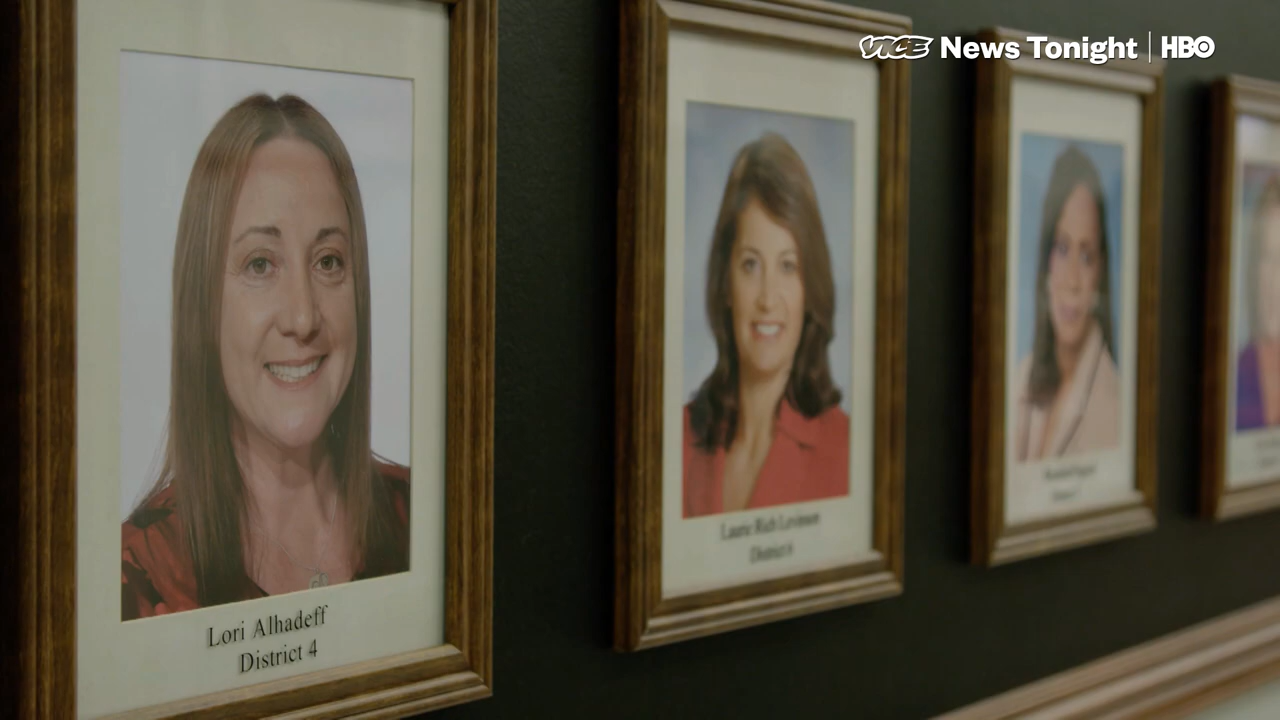 VICE News Tonight | HBO
Lori Alhadeff
District 4
Laurie Rich Levinson
District 6